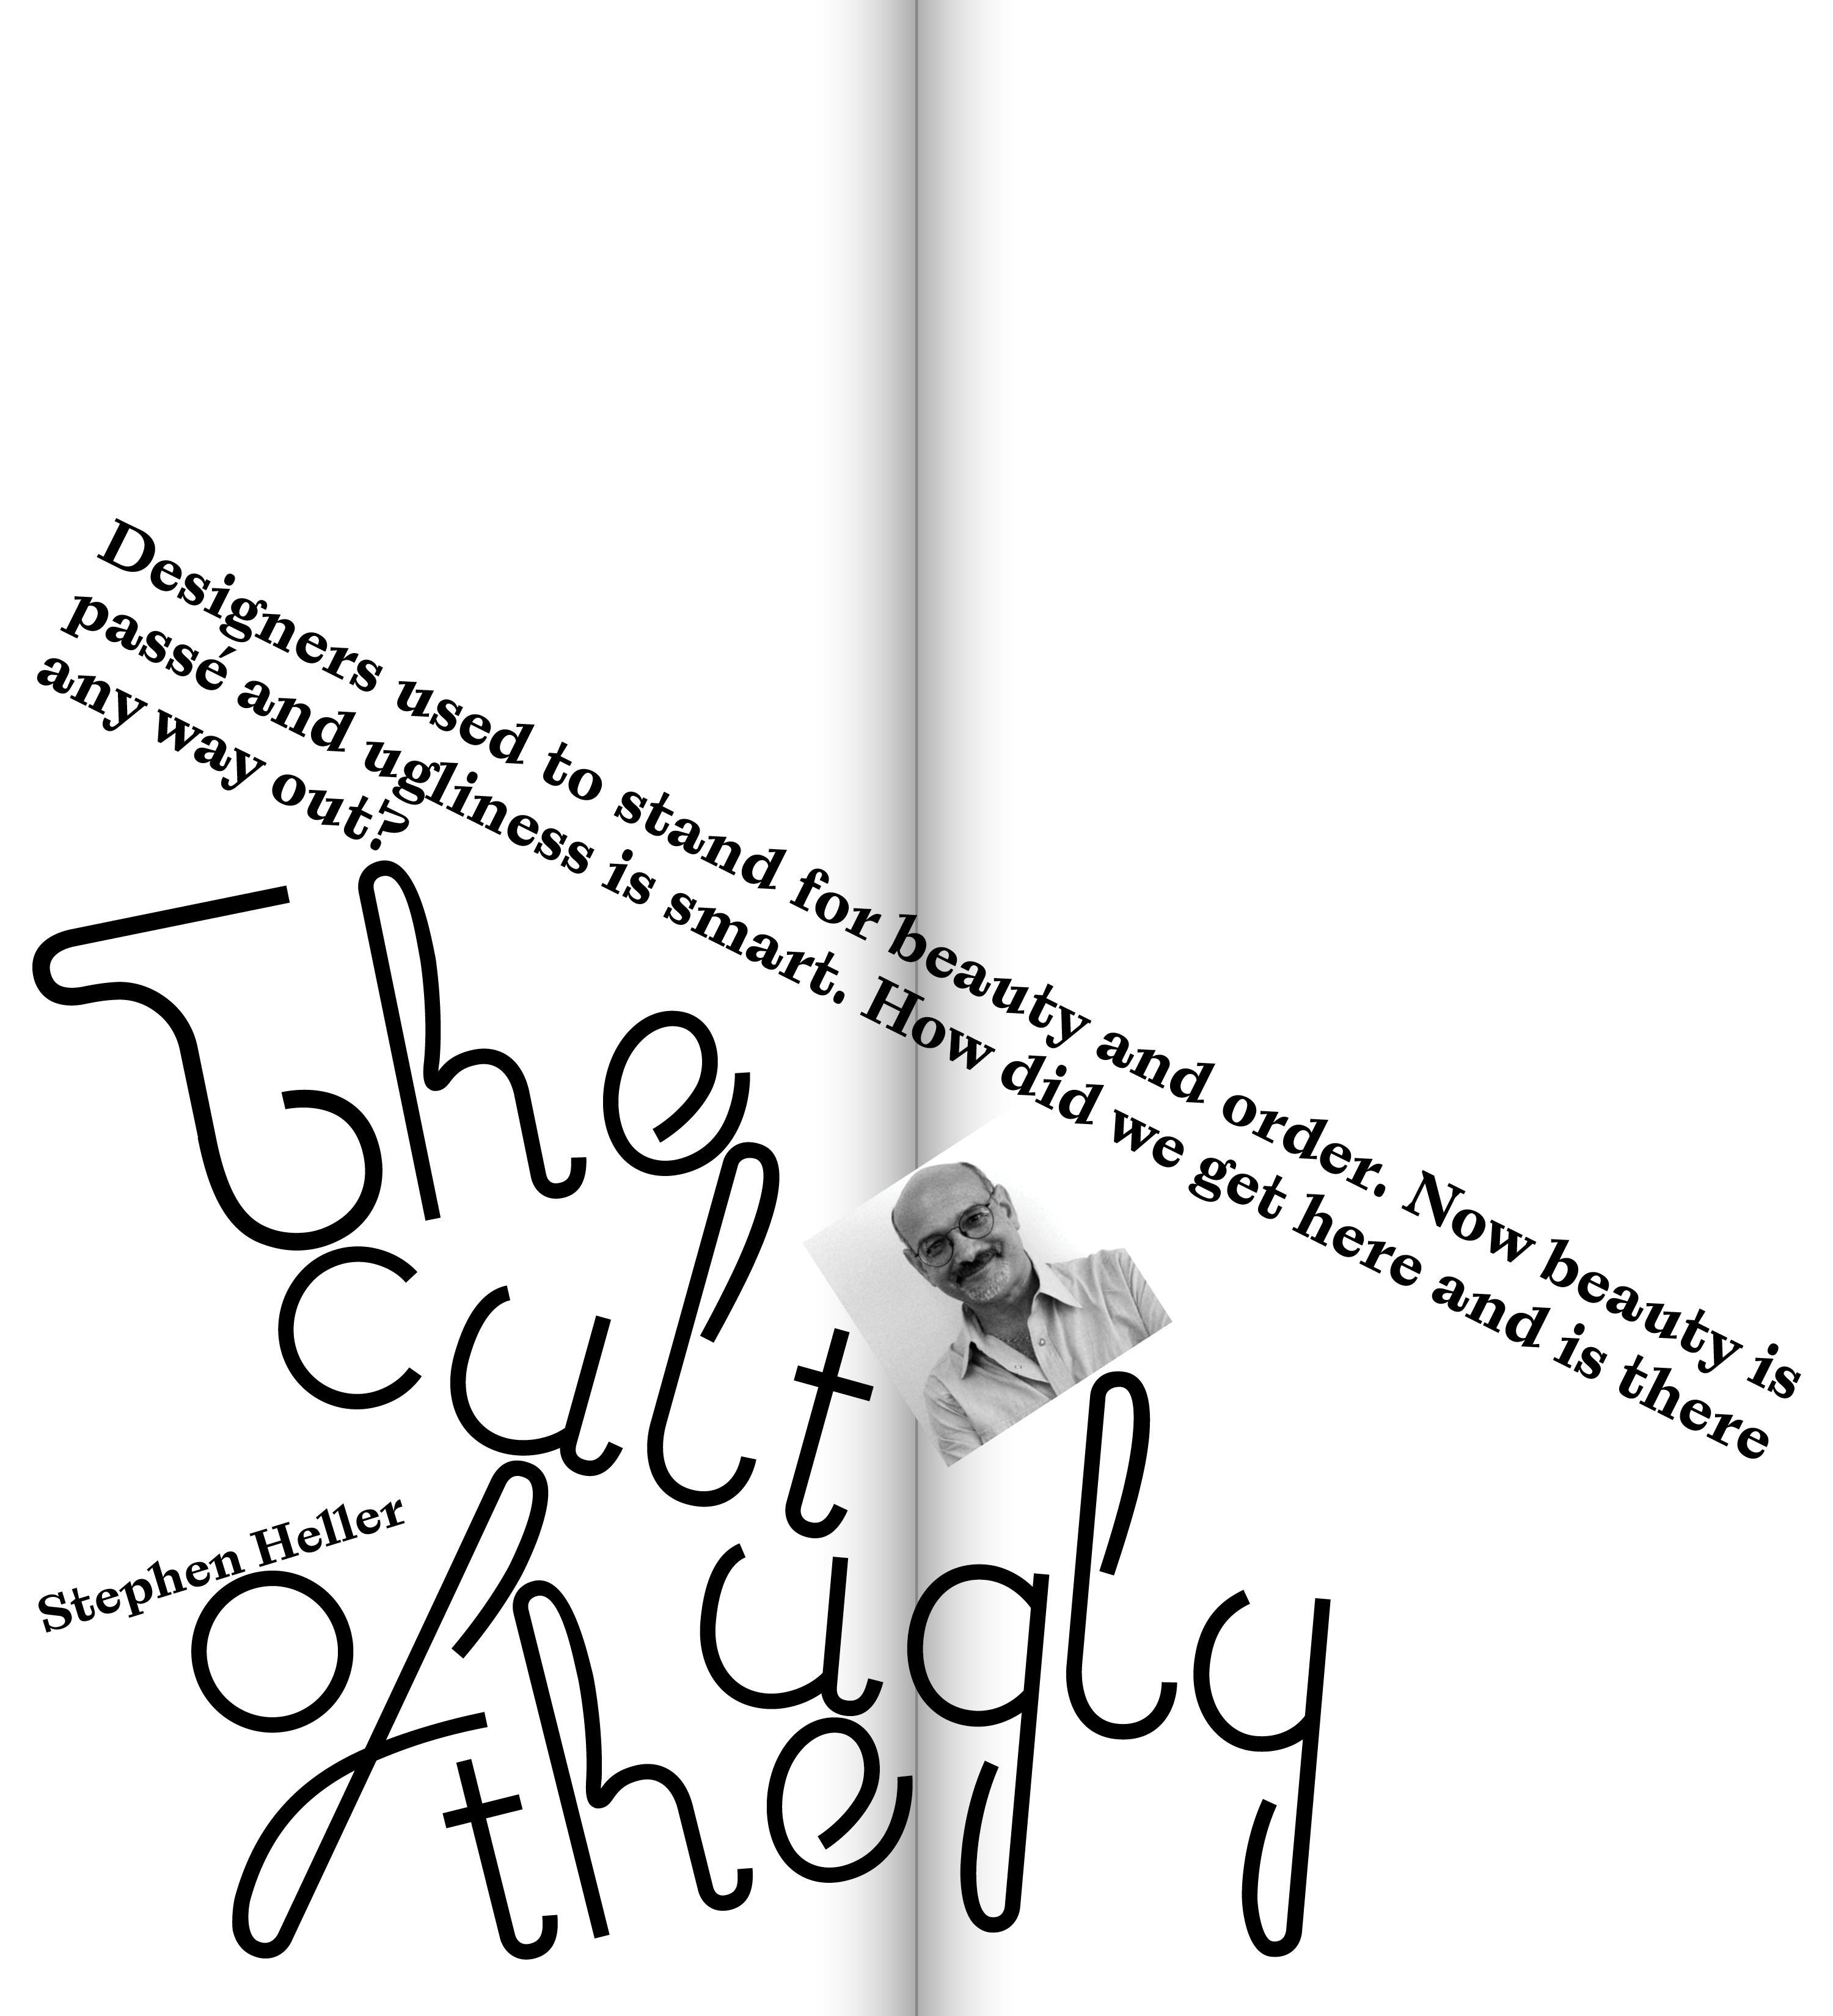 Designers used to stand for beauty and order. Now beauty is
passé and ugliness is smart. How did we get here and is there
any way out?
The
cult
of
the
ugly
Stephen Heller